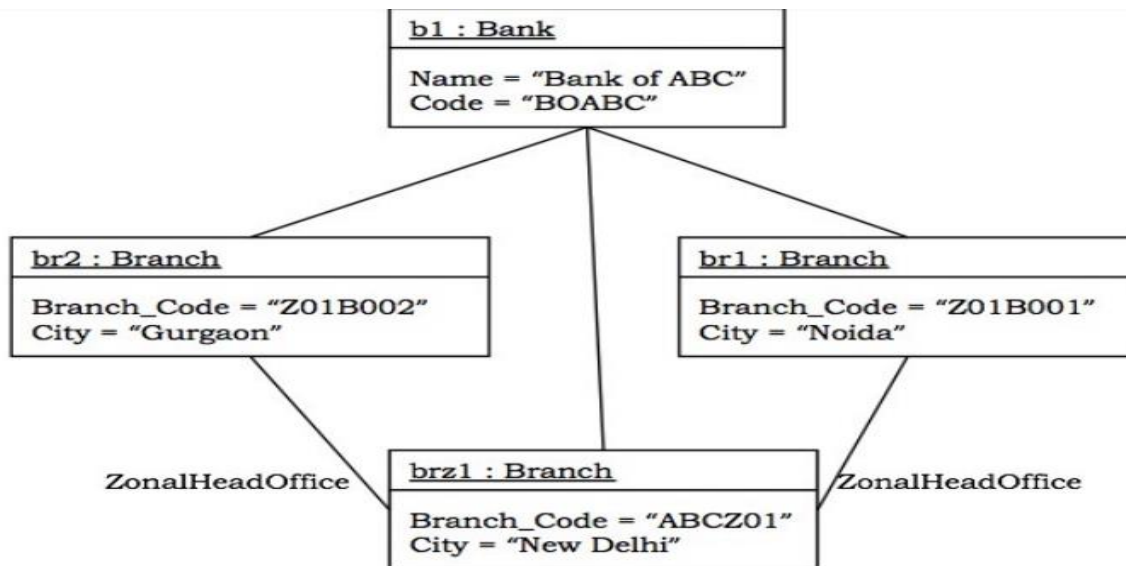 b1 : Bank
Name = “Bank of ABC”
Code = “BOABC”
br2 : Branch
Branch_Code = “Z01B002”
City = “Gurgaon”
br1 : Branch
Branch_Code = “Z01B001”
City = “Noida”
ZonalHeadOffice
ZonalHeadOffice
brz1 : Branch
Branch_Code = “ABCZ01”
City = “New Delhi”